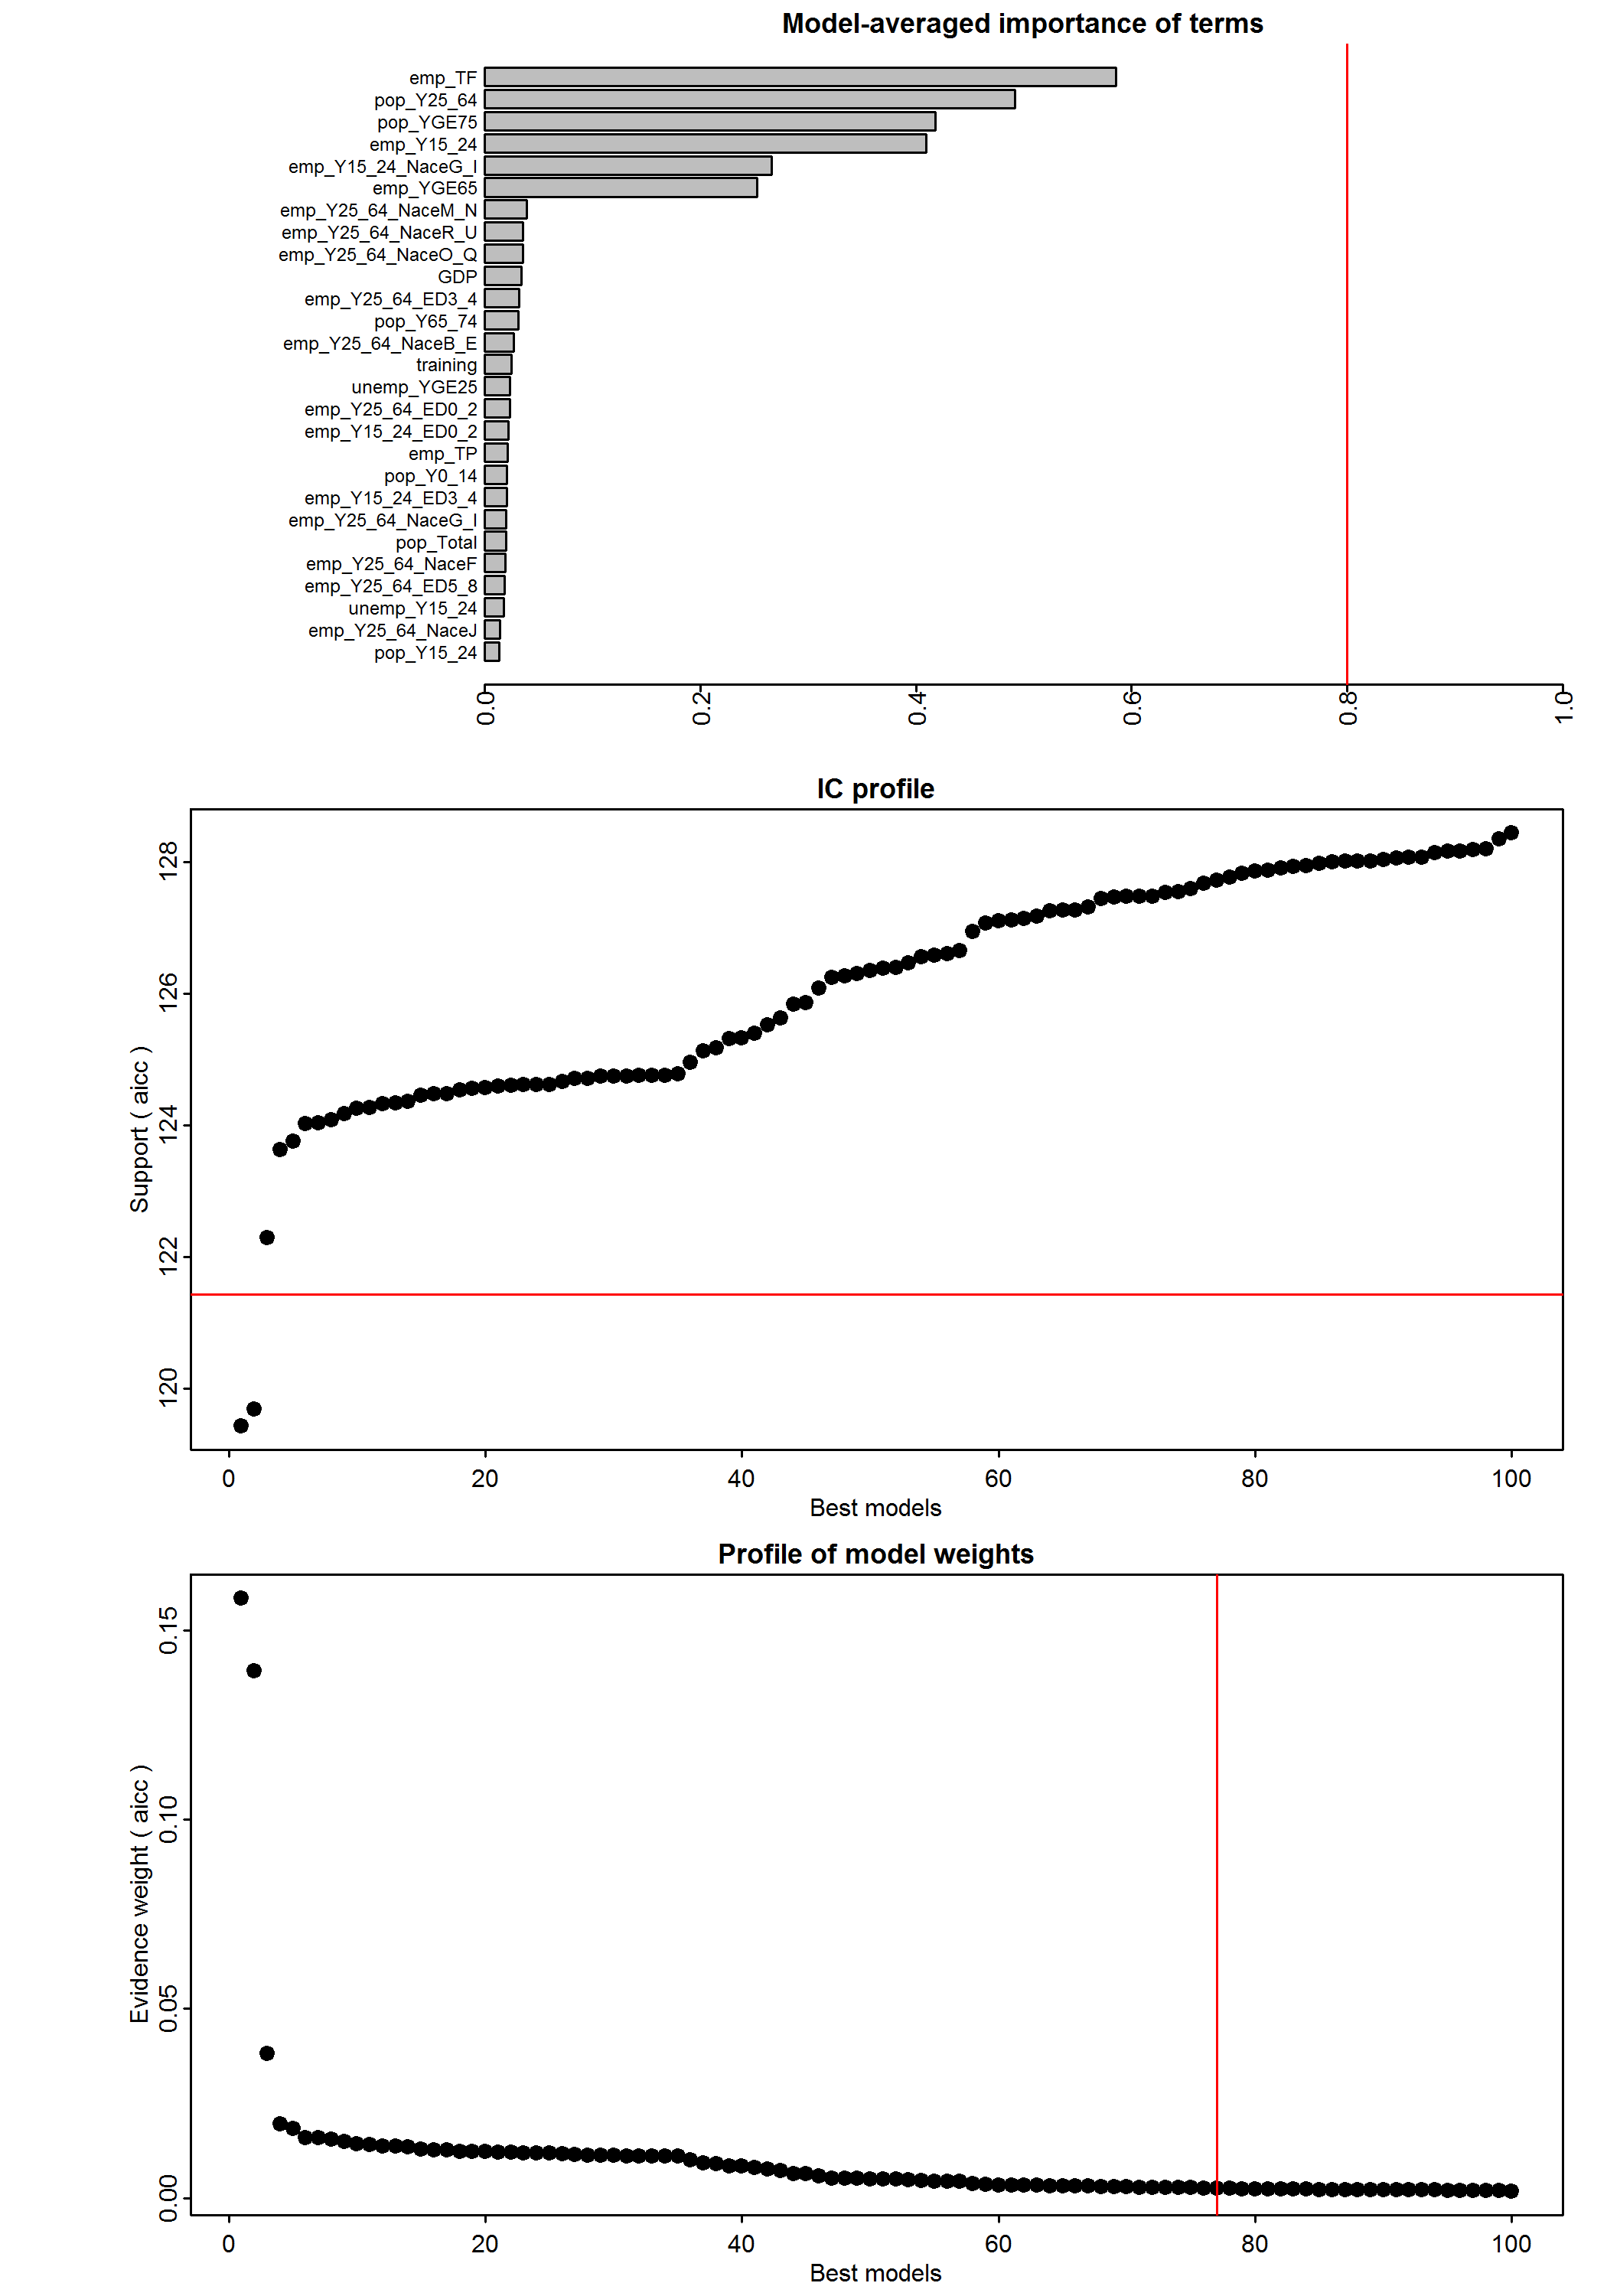 Model-averaged importance of terms
emp_TF
pop_Y25_64
pop_YGE75
emp_Y15_24
emp_Y15_24_NaceG_I
emp_YGE65
emp_Y25_64_NaceM_N
emp_Y25_64_NaceR_U
emp_Y25_64_NaceO_Q
GDP
emp_Y25_64_ED3_4
pop_Y65_74
emp_Y25_64_NaceB_E
training
unemp_YGE25
emp_Y25_64_ED0_2
emp_Y15_24_ED0_2
emp_TP
pop_Y0_14
emp_Y15_24_ED3_4
emp_Y25_64_NaceG_I
pop_Total
emp_Y25_64_NaceF
emp_Y25_64_ED5_8
unemp_Y15_24
emp_Y25_64_NaceJ
pop_Y15_24
0.0 0.2 0.4 0.6 0.8 1.0
IC profile
Support ( aicc )
128
126
124
122
120
0 20 40 60 80 100
Best models
Profile of model weights
Evidence weight ( aicc )
0.15
0.10
0.05
0.00
0 20 40 60 80 100
Best models